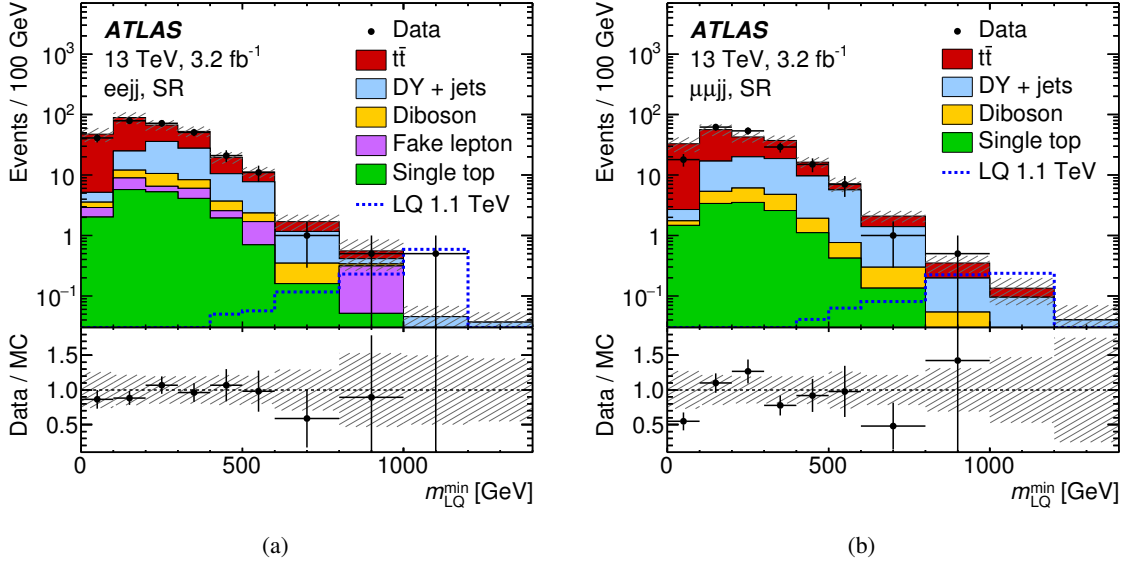 Events / 100 GeV
10³
10²
10
1
10⁻¹
ATLAS
13 TeV, 3.2 fb⁻¹
eejj, SR
Data
tt̄
DY + jets
Diboson
Fake lepton
Single top
LQ 1.1 TeV
Data / MC
1.5
1.0
0.5
0 500 1000
m_LQ^min [GeV]
(a)
Events / 100 GeV
10³
10²
10
1
10⁻¹
ATLAS
13 TeV, 3.2 fb⁻¹
μμjj, SR
Data
tt̄
DY + jets
Diboson
Single top
LQ 1.1 TeV
Data / MC
1.5
1.0
0.5
0 500 1000
m_LQ^min [GeV]
(b)